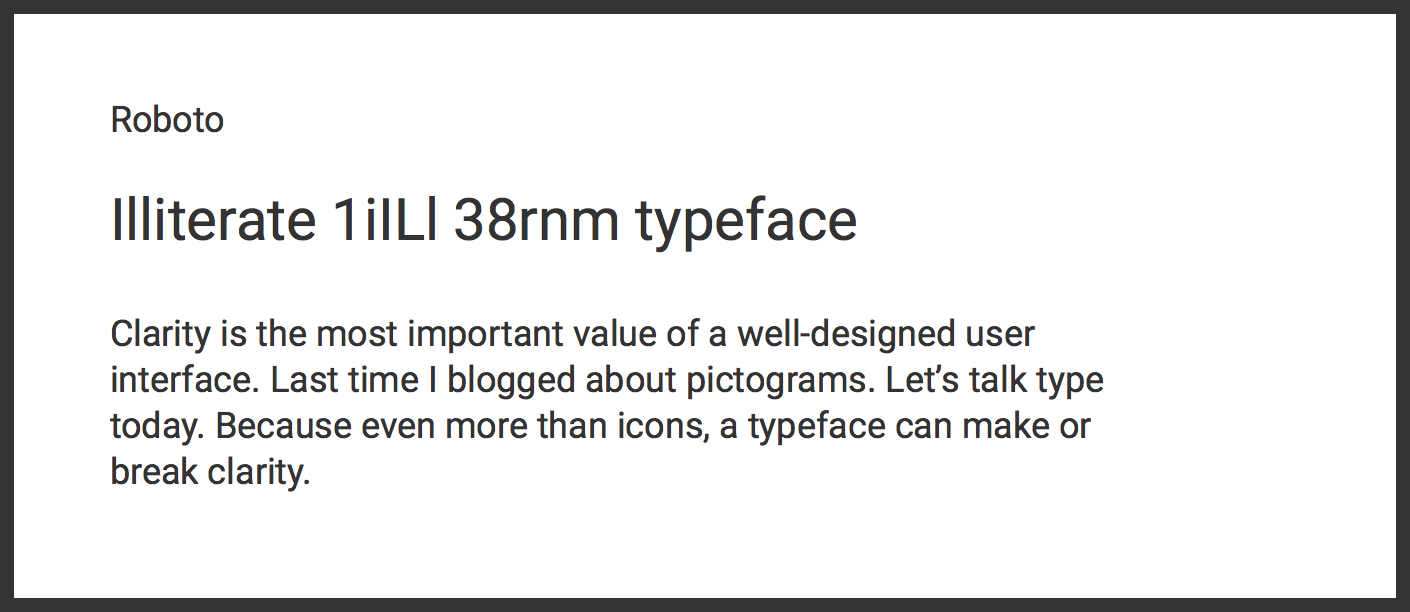 Roboto
Illiterate 1iILl 38rnm typeface
Clarity is the most important value of a well-designed user
interface. Last time I blogged about pictograms. Let’s talk type
today. Because even more than icons, a typeface can make or
break clarity.